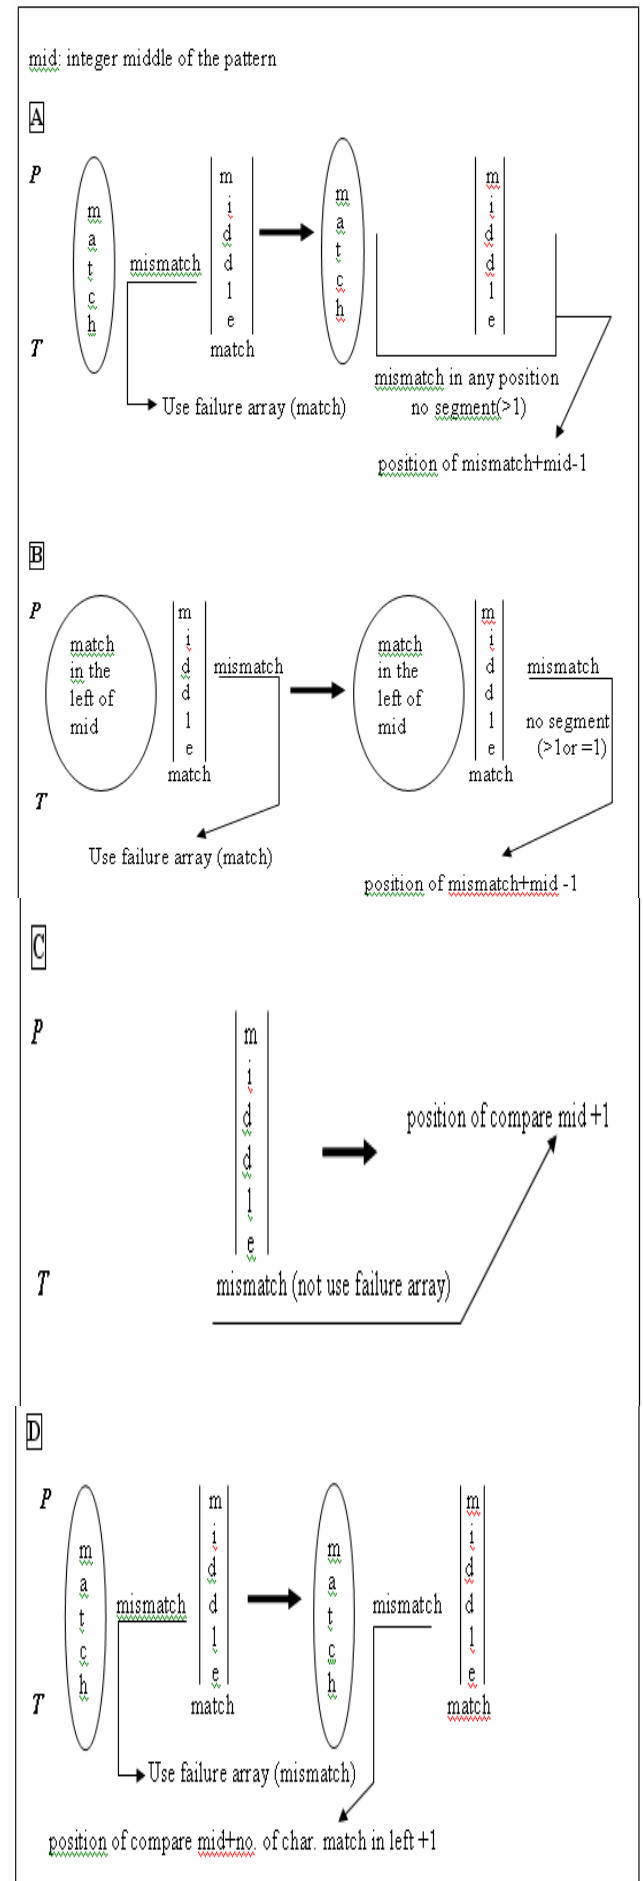 mid: integer middle of the pattern
A
P
match
mismatch
middle
match
T
Use failure array (match)
match
middle
mismatch in any position
no segment(>1)
position of mismatch+mid-1
B
P
match
in the
left of
mid
middle
match
mismatch
T
Use failure array (match)
match
in the
left of
mid
middle
match
mismatch
no segment
(>1or =1)
position of mismatch+mid -1
C
P
middle
position of compare mid +1
T
mismatch (not use failure array)
D
P
match
mismatch
middle
match
T
Use failure array (mismatch)
match
mismatch
middle
match
position of compare mid+no. of char. match in left +1